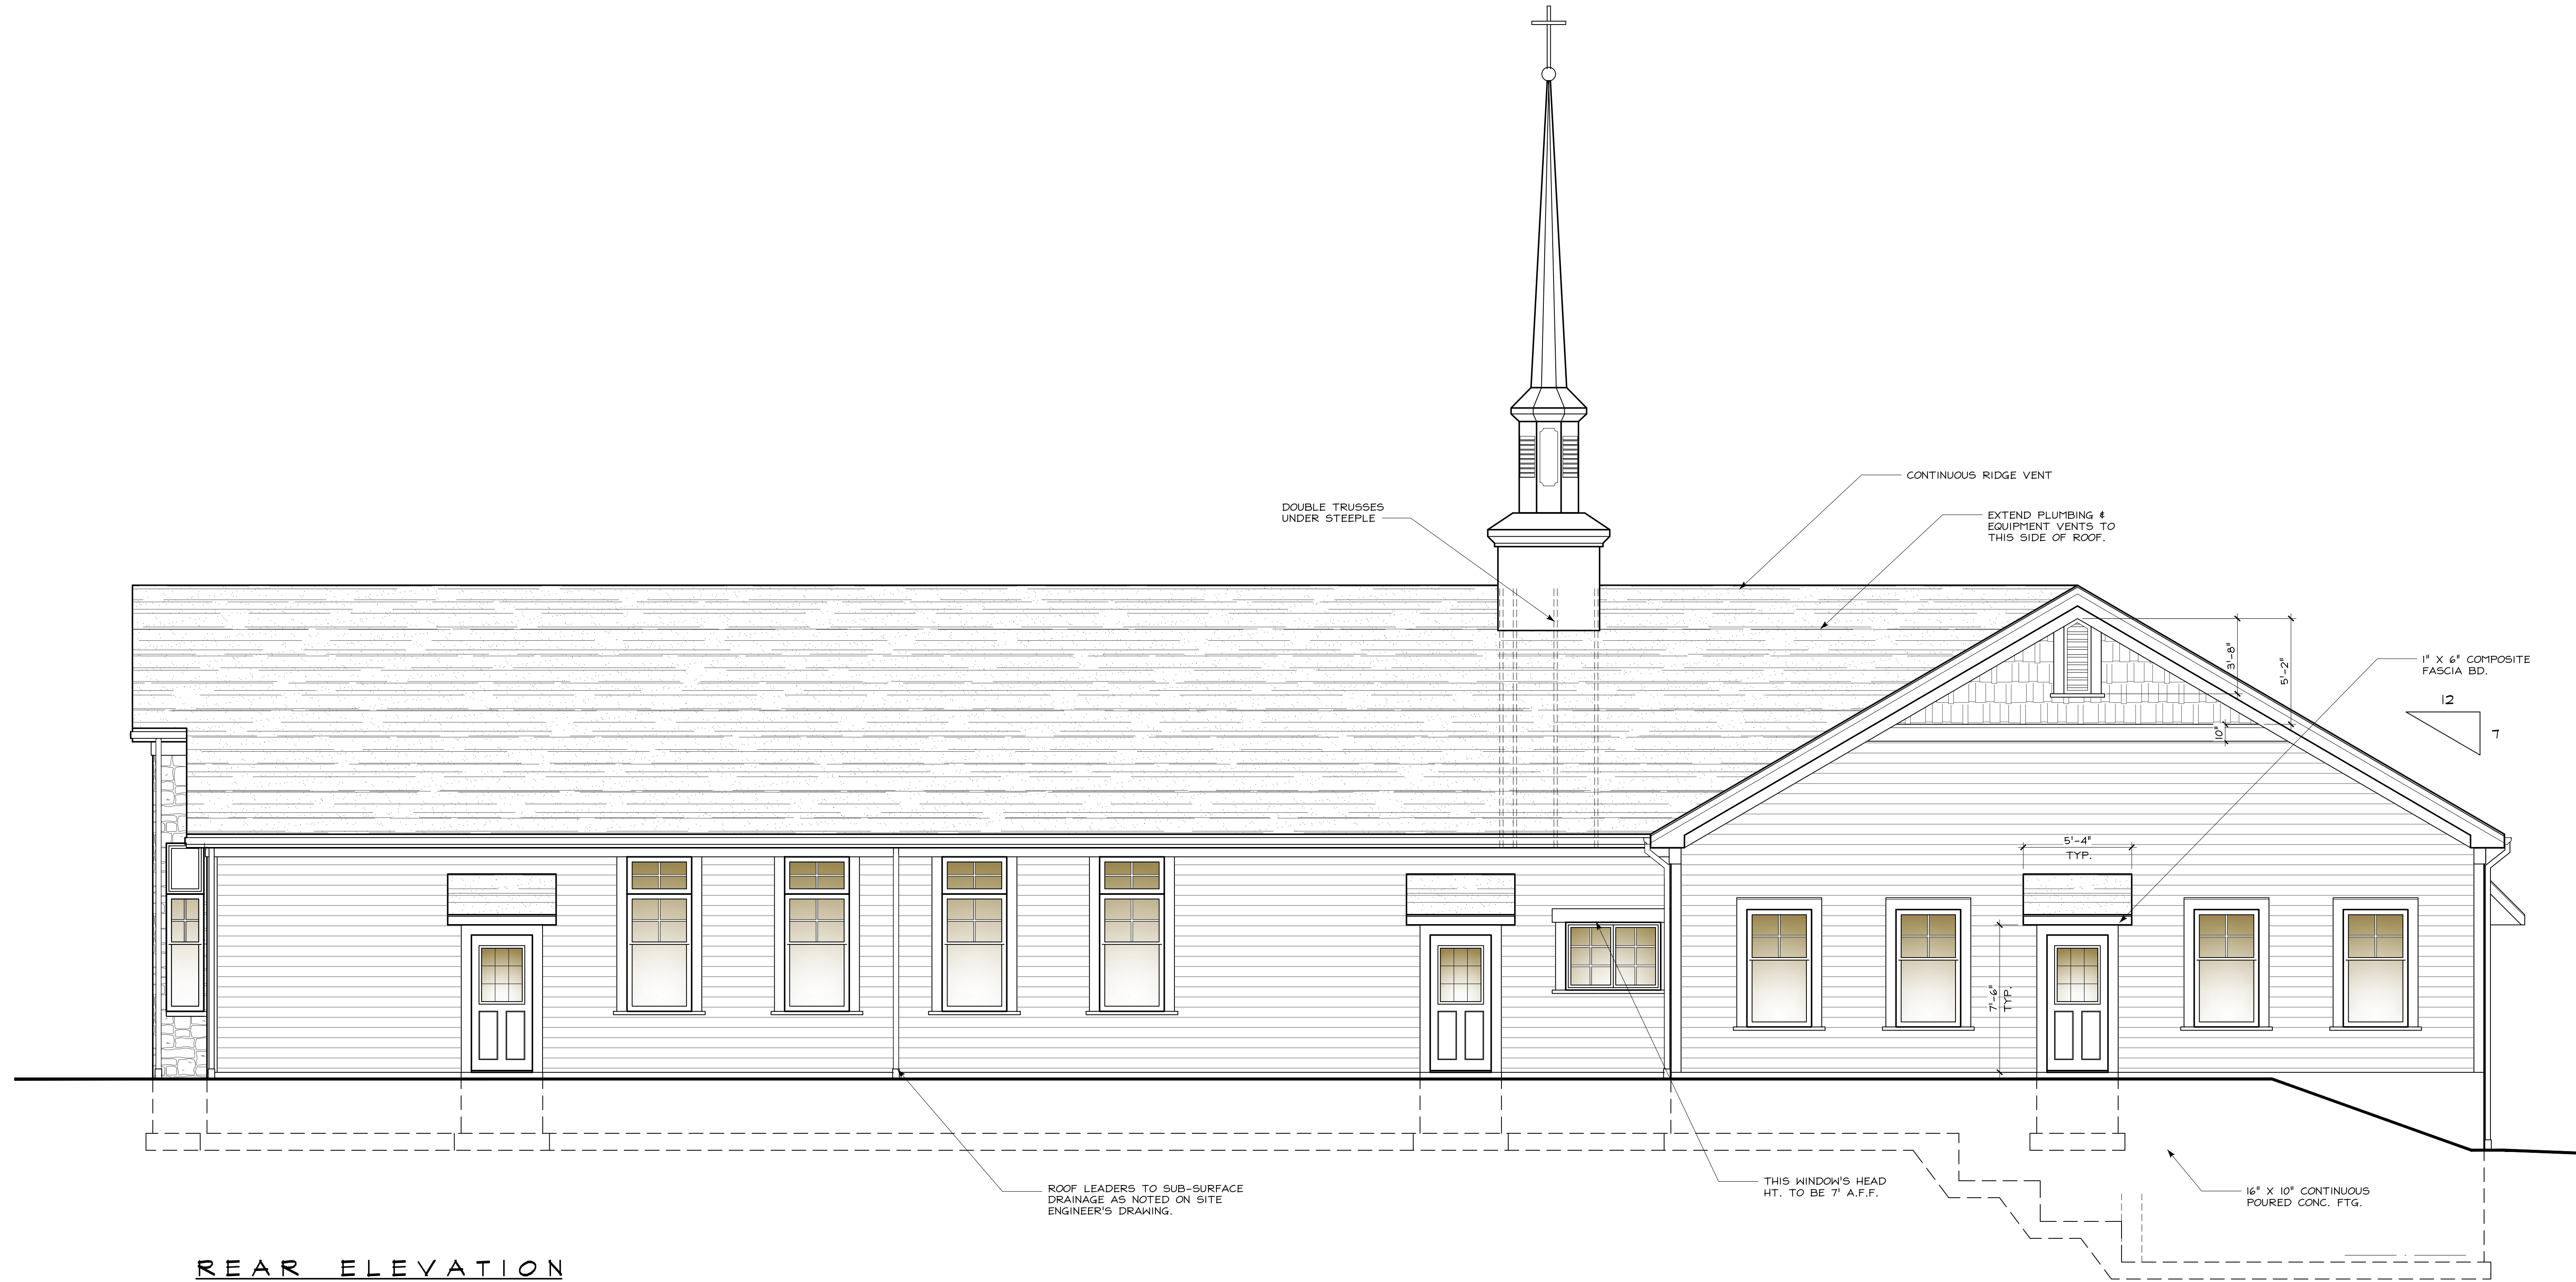 CONTINUOUS RIDGE VENT
DOUBLE TRUSSES
UNDER STEEPLE
EXTEND PLUMBING &
EQUIPMENT VENTS TO
THIS SIDE OF ROOF.
3'-8"
5'-2"
1" X 6" COMPOSITE
FASCIA BD.
12
7
10"
5'-4"
TYP.
7'-6"
TYP.
ROOF LEADERS TO SUB-SURFACE
DRAINAGE AS NOTED ON SITE
ENGINEER'S DRAWING.
THIS WINDOW'S HEAD
HT. TO BE 7' A.F.F.
16" X 10" CONTINUOUS
POURED CONC. FTG.
REAR ELEVATION